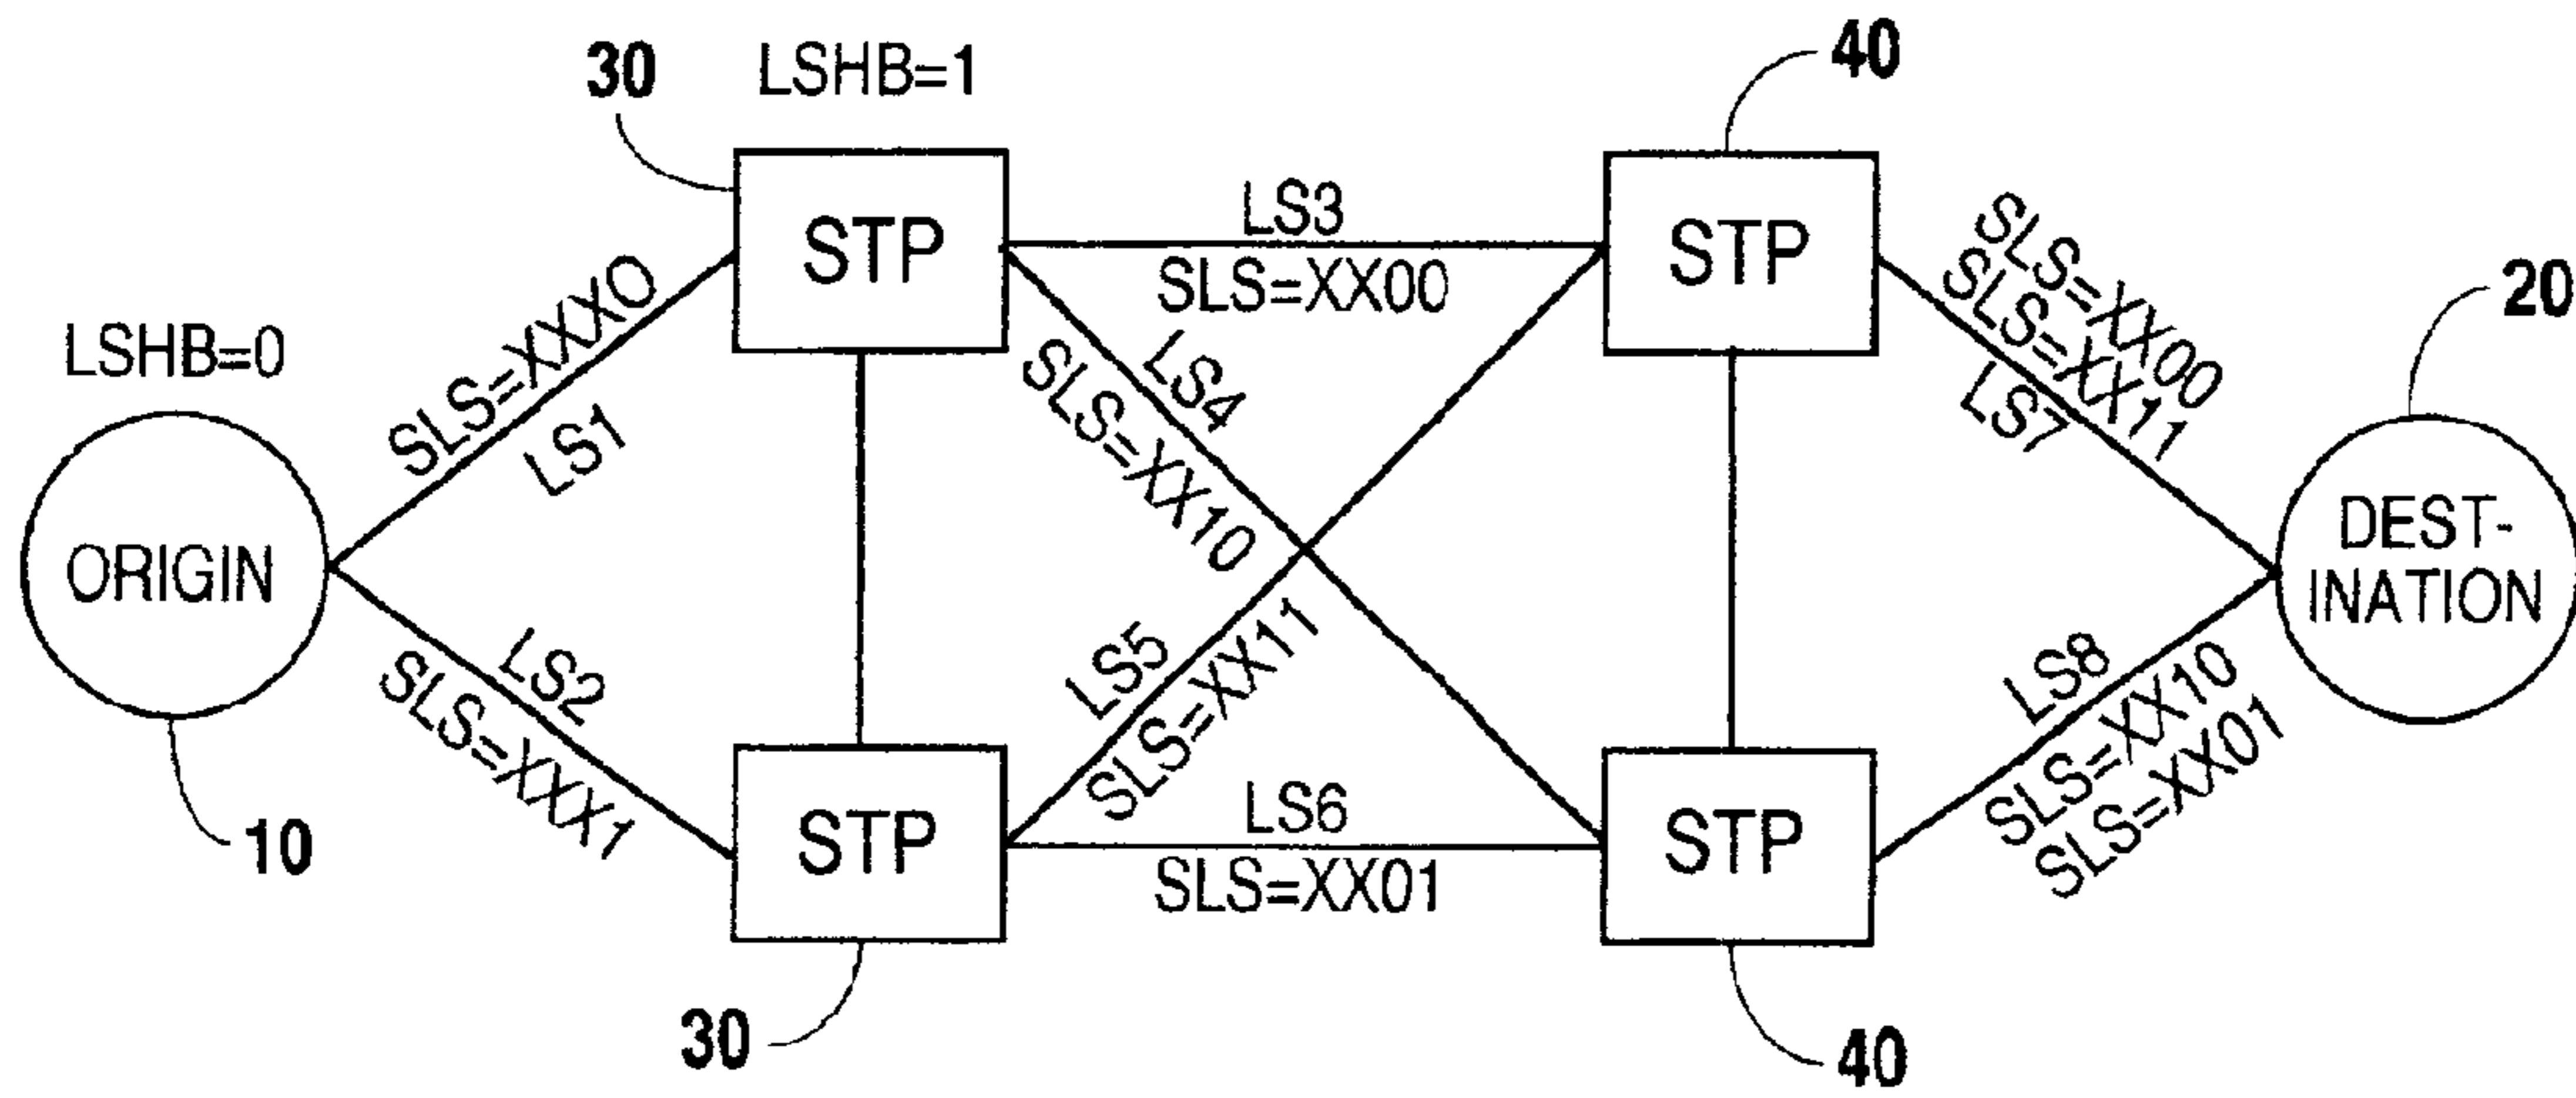 30
LSHB=1
40
STP
LS3
SLS=XX00
STP
SLS=XX00
SLS=XX11
LS7
20
LSHB=0
SLS=XXX0
LS1
LS4
SLS=XX10
ORIGIN
DEST-
INATION
LS2
SLS=XXX1
LS5
SLS=XX11
LS8
SLS=XX10
SLS=XX01
10
STP
LS6
SLS=XX01
STP
30
40